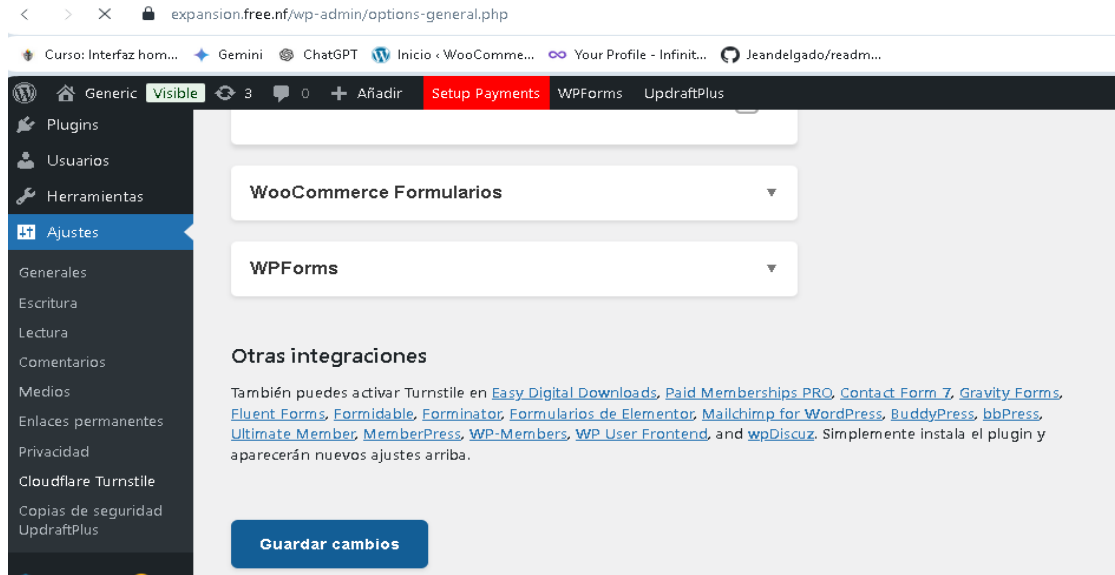 expansion.free.nf/wp-admin/options-general.php
Curso: Interfaz hom... Gemini ChatGPT Inicio ‹ WooComme... Your Profile - Infinit... Jeandelgado/readm...
Generic Visible 3 0 Añadir Setup Payments WPForms UpdraftPlus
Plugins
Usuarios
Herramientas
Ajustes
Generales
Escritura
Lectura
Comentarios
Medios
Enlaces permanentes
Privacidad
Cloudflare Turnstile
Copias de seguridad
UpdraftPlus
WooCommerce Formularios
WPForms
Otras integraciones
También puedes activar Turnstile en Easy Digital Downloads, Paid Memberships PRO, Contact Form 7, Gravity Forms,
Fluent Forms, Formidable, Forminator, Formularios de Elementor, Mailchimp for WordPress, BuddyPress, bbPress,
Ultimate Member, MemberPress, WP-Members, WP User Frontend, and wpDiscuz. Simplemente instala el plugin y
aparecerán nuevos ajustes arriba.
Guardar cambios